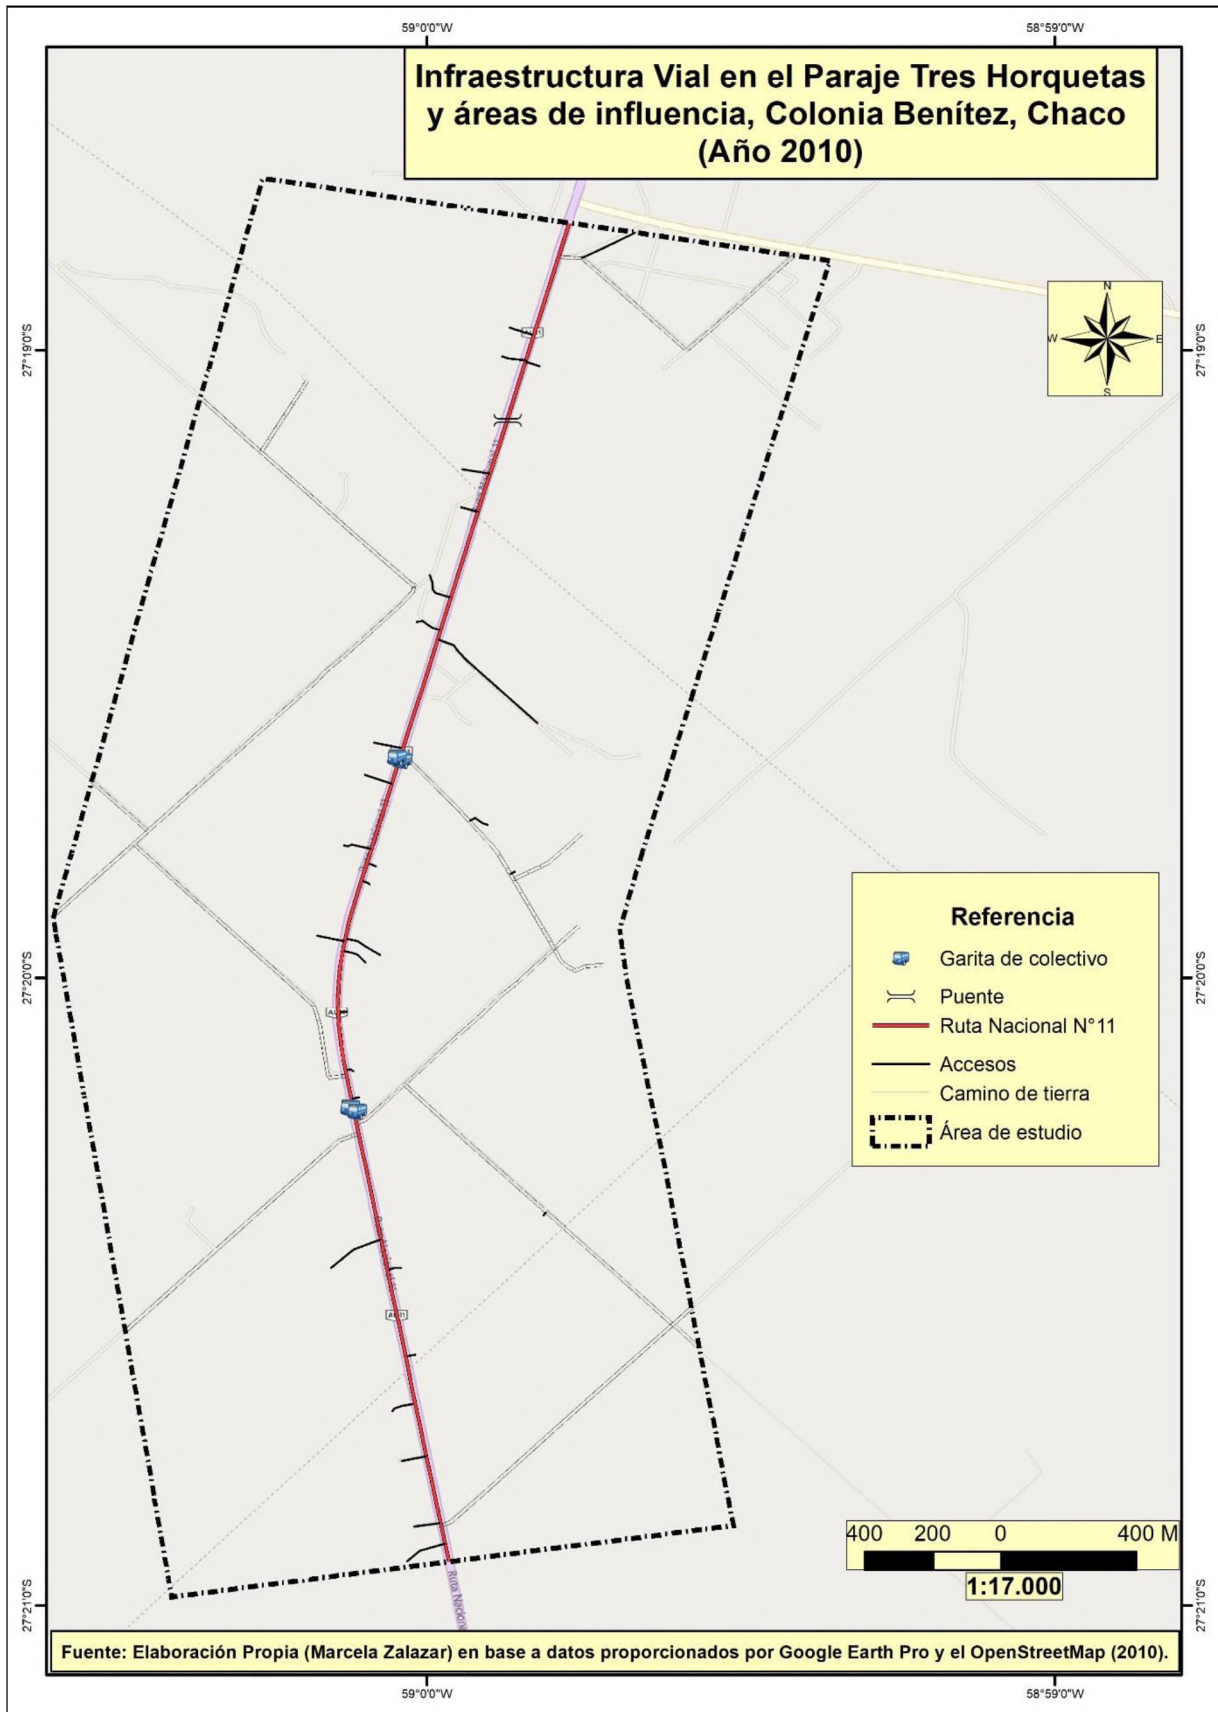 59°0'0"W
58°59'0"W
Infraestructura Vial en el Paraje Tres Horquetas
y áreas de influencia, Colonia Benítez, Chaco
(Año 2010)
N
W
E
S
27°19'0"S
27°19'0"S
Referencia
Garita de colectivo
Puente
Ruta Nacional N°11
Accesos
Camino de tierra
Área de estudio
27°20'0"S
27°20'0"S
400
200
0
400 M
1:17.000
27°21'0"S
27°21'0"S
Ruta Nacion
Fuente: Elaboración Propia (Marcela Zalazar) en base a datos proporcionados por Google Earth Pro y el OpenStreetMap (2010).
59°0'0"W
58°59'0"W